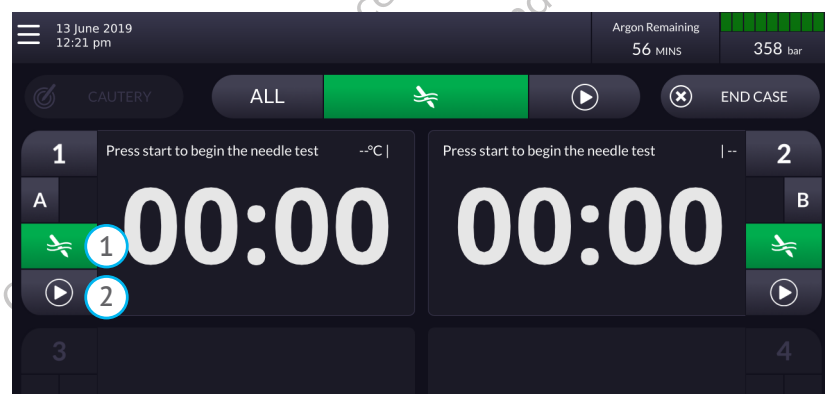 13 June 2019
12:21 pm
Argon Remaining
56 MINS
358 bar
CAUTERY
ALL
END CASE
1
Press start to begin the needle test --°C |
Press start to begin the needle test | --
2
A
00:00
00:00
B
1
2
3
4